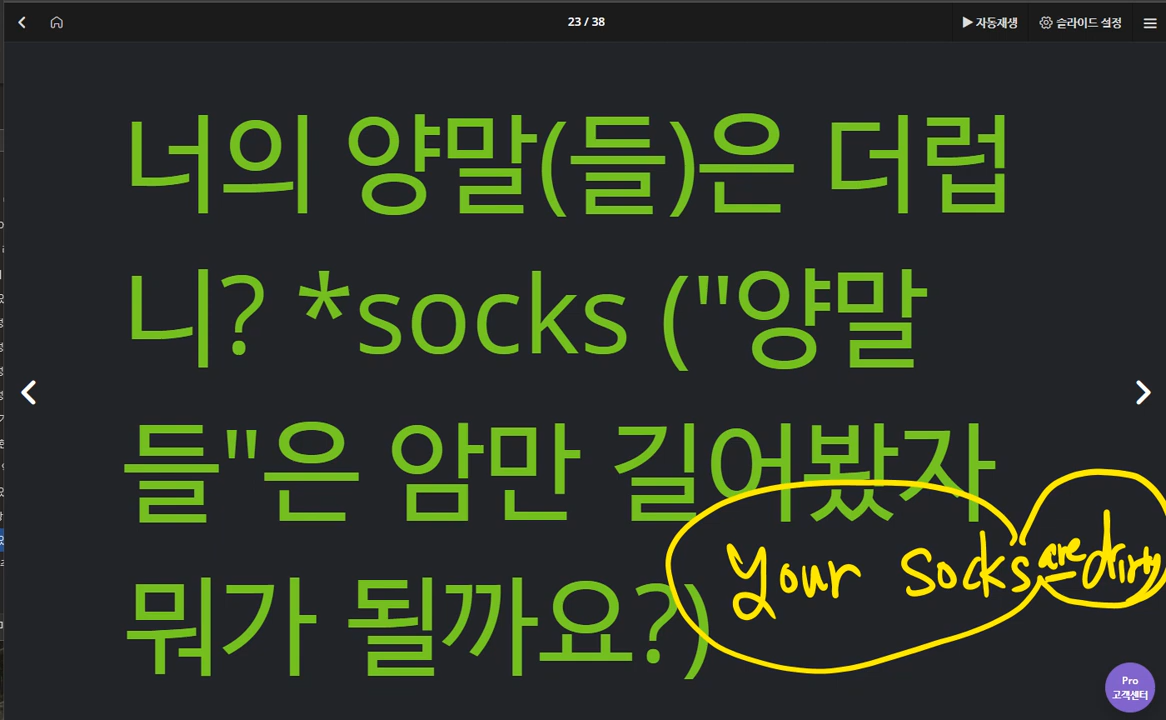 23 / 38
▶ 자동재생
슬라이드 설정
너의 양말(들)은 더럽
니? *socks ("양말
들"은 암만 길어봤자
뭐가 될까요?)
your socks are dirty
Pro
고객센터